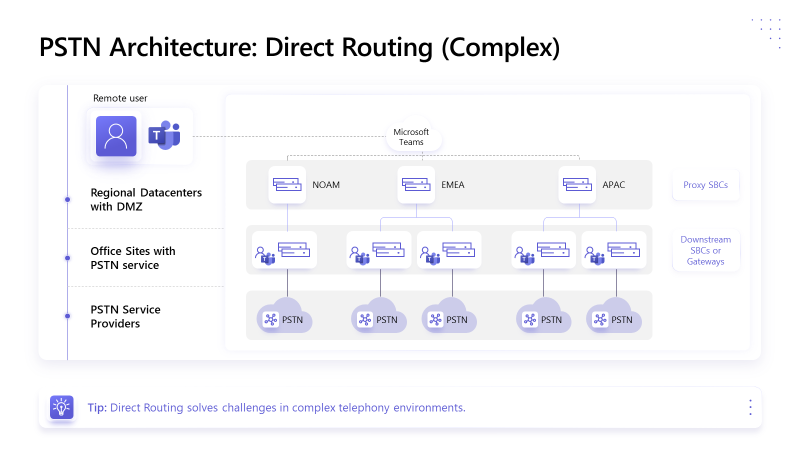 PSTN Architecture: Direct Routing (Complex)
Remote user
T
Microsoft
Teams
Regional Datacenters
with DMZ
NOAM
EMEA
APAC
Proxy SBCs
Office Sites with
PSTN service
Downstream
SBCs or
Gateways
PSTN Service
Providers
PSTN
PSTN
PSTN
PSTN
PSTN
Tip: Direct Routing solves challenges in complex telephony environments.